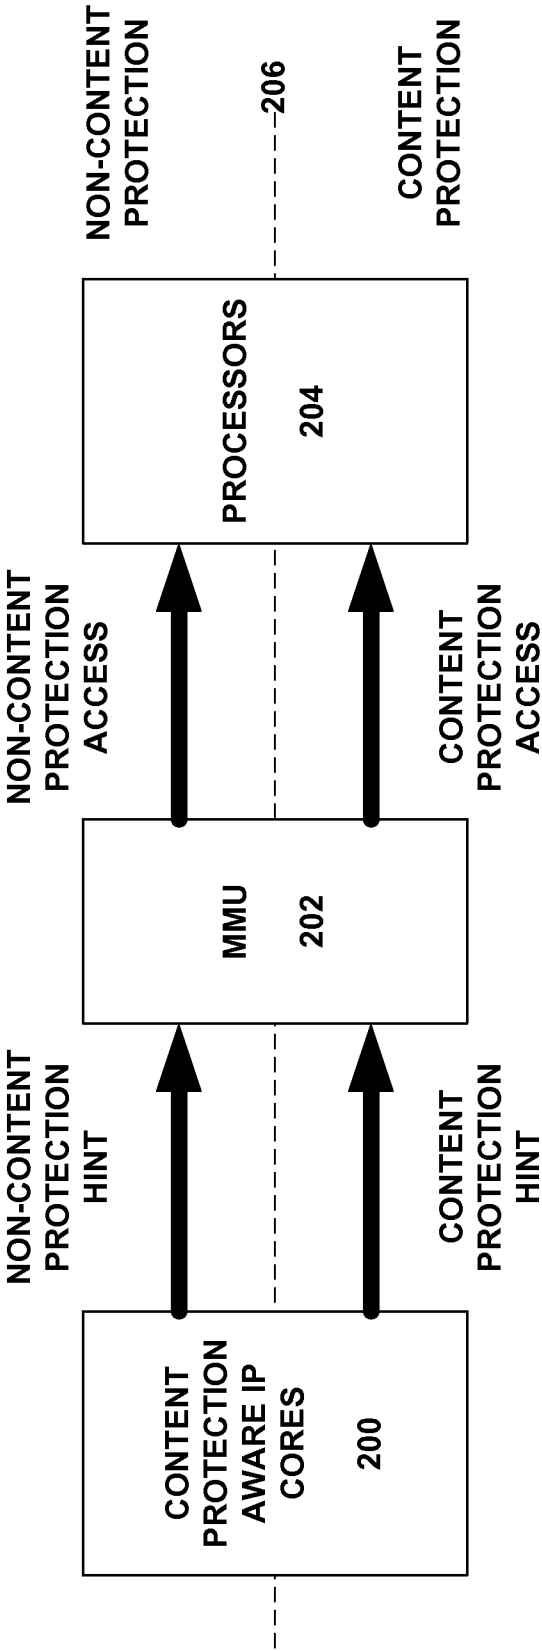 CONTENT
PROTECTION
AWARE IP
CORES
200
NON-CONTENT
PROTECTION
HINT
CONTENT
PROTECTION
HINT
MMU
202
NON-CONTENT
PROTECTION
ACCESS
CONTENT
PROTECTION
ACCESS
PROCESSORS
204
NON-CONTENT
PROTECTION
206
CONTENT
PROTECTION